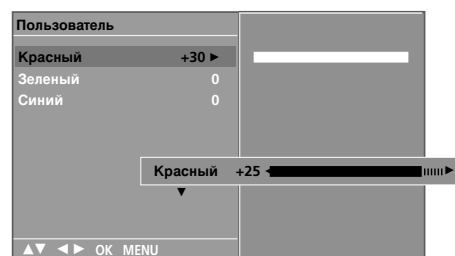 Пользователь
Красный +30 ►
Зеленый 0
Синий 0
Красный +25
▲▼ ◄► OK MENU